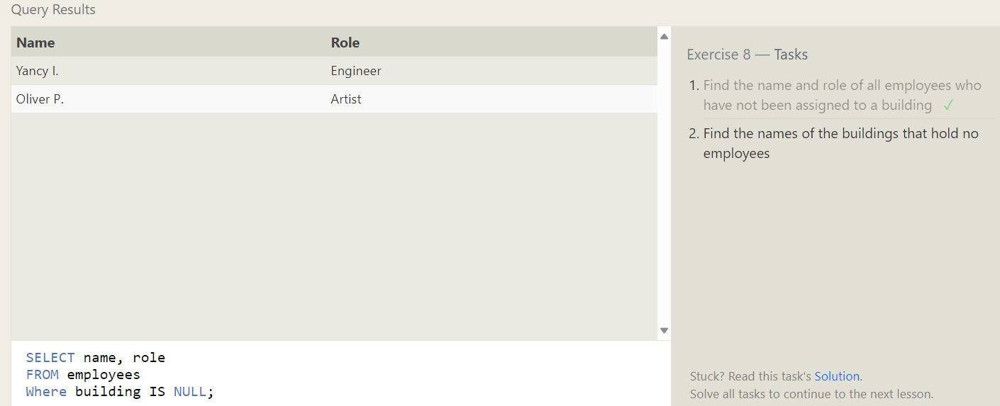 Query Results
Name Role
Yancy I. Engineer
Oliver P. Artist
SELECT name, role
FROM employees
Where building IS NULL;
Exercise 8 — Tasks
1. Find the name and role of all employees who
have not been assigned to a building ✓
2. Find the names of the buildings that hold no
employees
Stuck? Read this task's Solution.
Solve all tasks to continue to the next lesson.